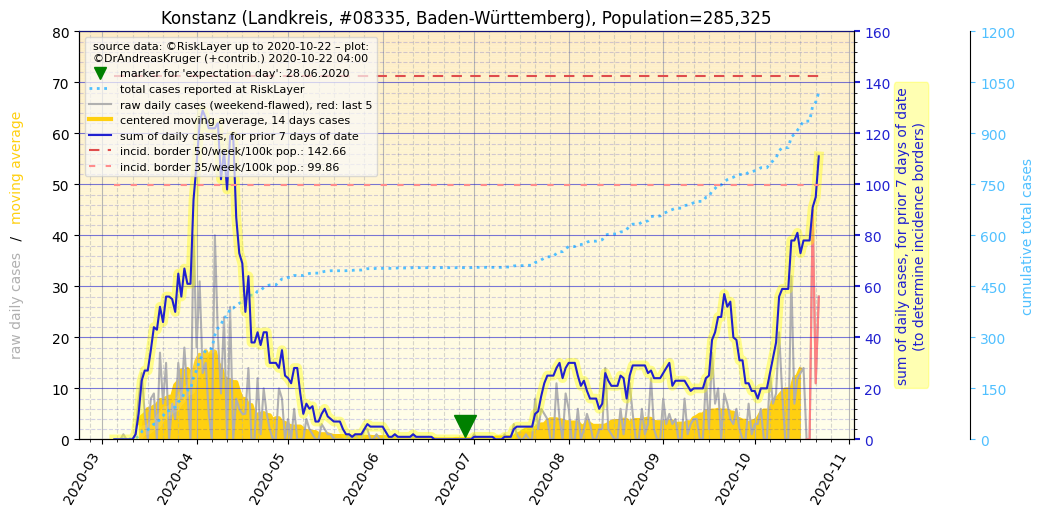 Konstanz (Landkreis, #08335, Baden-Württemberg), Population=285,325
source data: ©RiskLayer up to 2020-10-22 – plot:
©DrAndreasKruger (+contrib.) 2020-10-22 04:00
marker for 'expectation day': 28.06.2020
total cases reported at RiskLayer
raw daily cases (weekend-flawed), red: last 5
centered moving average, 14 days cases
sum of daily cases, for prior 7 days of date
incid. border 50/week/100k pop.: 142.66
incid. border 35/week/100k pop.: 99.86
raw daily cases / moving average
80
70
60
50
40
30
20
10
0
160
140
120
100
80
60
40
20
0
sum of daily cases, for prior 7 days of date
(to determine incidence borders)
1200
1050
900
750
600
450
300
150
0
cumulative total cases
2020-03
2020-04
2020-05
2020-06
2020-07
2020-08
2020-09
2020-10
2020-11